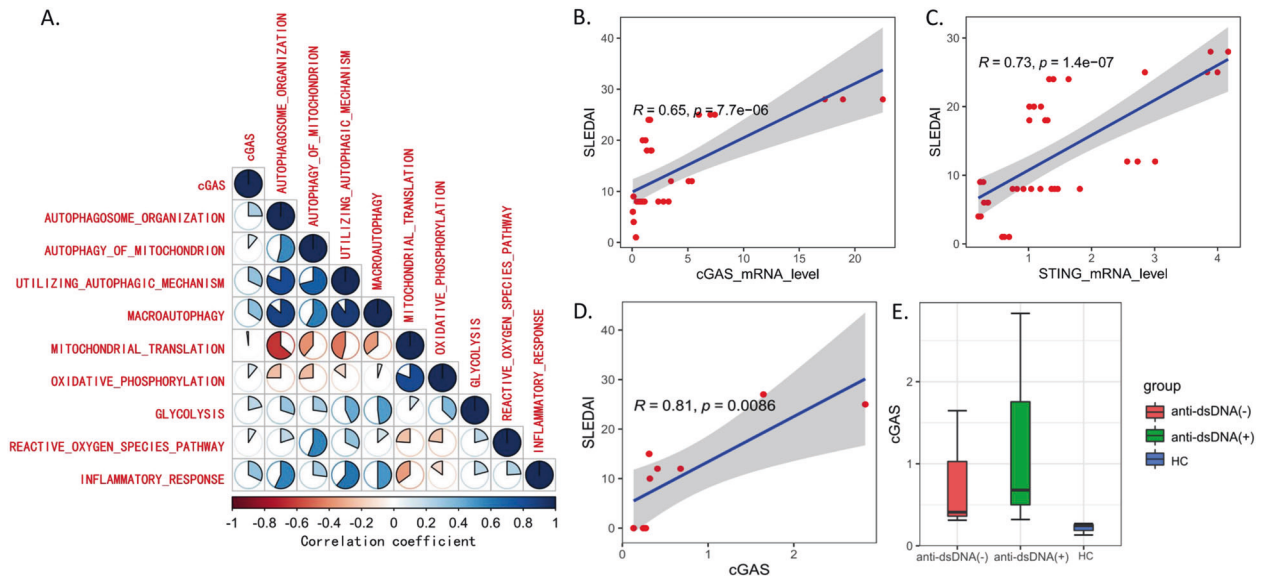 A.
cGAS
AUTOPHAGOSOME_ORGANIZATION
AUTOPHAGY_OF_MITOCHONDRION
UTILIZING_AUTOPHAGIC_MECHANISM
MACROAUTOPHAGY
MITOCHONDRIAL_TRANSLATION
OXIDATIVE_PHOSPHORYLATION
GLYCOLYSIS
REACTIVE_OXYGEN_SPECIES_PATHWAY
INFLAMMATORY_RESPONSE
cGAS
AUTOPHAGOSOME_ORGANIZATION
AUTOPHAGY_OF_MITOCHONDRION
UTILIZING_AUTOPHAGIC_MECHANISM
MACROAUTOPHAGY
MITOCHONDRIAL_TRANSLATION
OXIDATIVE_PHOSPHORYLATION
GLYCOLYSIS
REACTIVE_OXYGEN_SPECIES_PATHWAY
INFLAMMATORY_RESPONSE
-1 -0.8 -0.6 -0.4 -0.2 0 0.2 0.4 0.6 0.8 1
Correlation coefficient
B.
SLEDAI
40
30
20
10
0
R = 0.65, p = 7.7e−06
0 5 10 15 20
cGAS_mRNA_level
C.
SLEDAI
30
20
10
0
R = 0.73, p = 1.4e−07
1 2 3 4
STING_mRNA_level
D.
SLEDAI
40
30
20
10
0
R = 0.81, p = 0.0086
0 1 2
cGAS
E.
cGAS
2
1
0
anti-dsDNA(-) anti-dsDNA(+) HC
group
anti-dsDNA(-)
anti-dsDNA(+)
HC